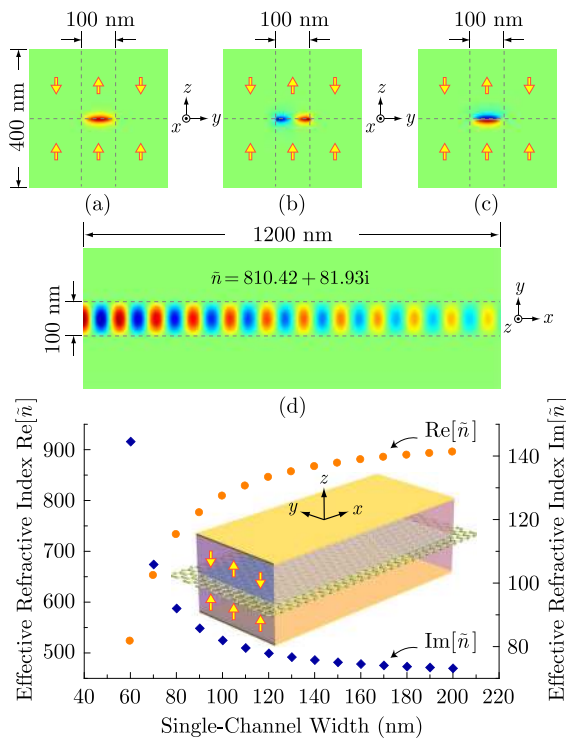 100 nm 100 nm 100 nm
400 nm
z z z
x y x y x y
(a) (b) (c)
1200 nm
ñ = 810.42 + 81.93i
100 nm
y
z x
(d)
Effective Refractive Index Re[ñ]
900
800
700
600
500
Re[ñ]
z
y x
Im[ñ]
140
120
100
80
Effective Refractive Index Im[ñ]
40 60 80 100 120 140 160 180 200
Single-Channel Width (nm)